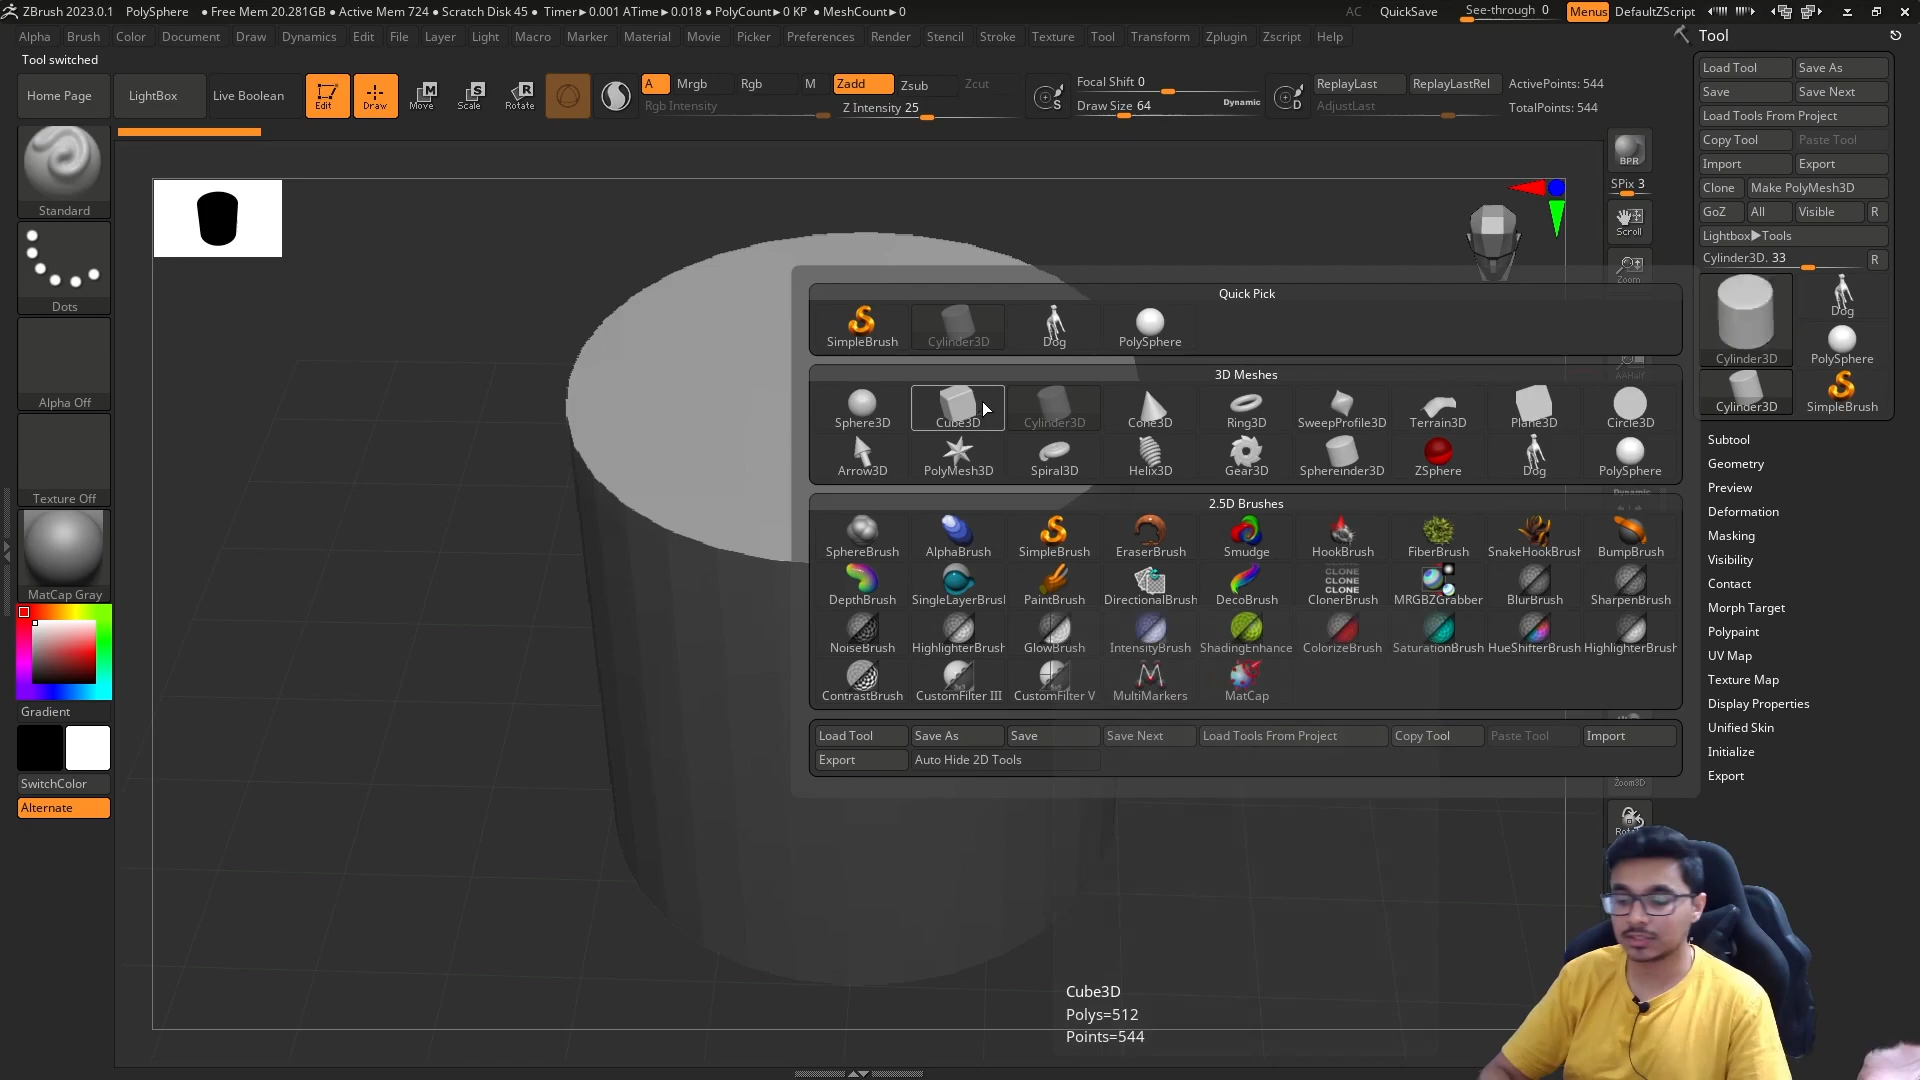 ZBrush 2023.0.1 PolySphere ● Free Mem 20.281GB ● Active Mem 724 ● Scratch Disk 45 ● Timer►0.001 ATime►0.018 ● PolyCount►0 KP ● MeshCount►0 AC QuickSave See-through 0 Menus DefaultZScript
Alpha Brush Color Document Draw Dynamics Edit File Layer Light Macro Marker Material Movie Picker Preferences Render Stencil Stroke Texture Tool Transform Zplugin Zscript Help
Tool switched
Home Page LightBox Live Boolean Edit Draw Move Scale Rotate
A Mrgb Rgb M Zadd Zsub Zcut
Rgb Intensity Z Intensity 25
S Focal Shift 0
Draw Size 64 Dynamic
D ReplayLast ReplayLastRel ActivePoints: 544
AdjustLast TotalPoints: 544
Standard
Dots
Alpha Off
Texture Off
MatCap Gray
Gradient
SwitchColor
Alternate
Quick Pick
SimpleBrush Cylinder3D Dog PolySphere
3D Meshes
Sphere3D Cube3D Cylinder3D Cone3D Ring3D SweepProfile3D Terrain3D Plane3D Circle3D
Arrow3D PolyMesh3D Spiral3D Helix3D Gear3D Sphereinder3D ZSphere Dog PolySphere
2.5D Brushes
SphereBrush AlphaBrush SimpleBrush EraserBrush Smudge HookBrush FiberBrush SnakeHookBrush BumpBrush
CLONE
CLONE
CLONE
DepthBrush SingleLayerBrush PaintBrush DirectionalBrush DecoBrush ClonerBrush MRGBZGrabber BlurBrush SharpenBrush
NoiseBrush HighlighterBrush GlowBrush IntensityBrush ShadingEnhance ColorizeBrush SaturationBrush HueShifterBrush HighlighterBrush
ContrastBrush CustomFilter III CustomFilter V MultiMarkers MatCap
Load Tool Save As Save Save Next Load Tools From Project Copy Tool Paste Tool Import
Export Auto Hide 2D Tools
Cube3D
Polys=512
Points=544
BPR
SPix 3
Scroll
Zoom
AAHalf
Dynamic
Zoom3D
Tool
Load Tool Save As
Save Save Next
Load Tools From Project
Copy Tool Paste Tool
Import Export
Clone Make PolyMesh3D
GoZ All Visible R
Lightbox►Tools
Cylinder3D. 33 R
Cylinder3D Dog
PolySphere
Cylinder3D SimpleBrush
Subtool
Geometry
Preview
Deformation
Masking
Visibility
Contact
Morph Target
Polypaint
UV Map
Texture Map
Display Properties
Unified Skin
Initialize
Export